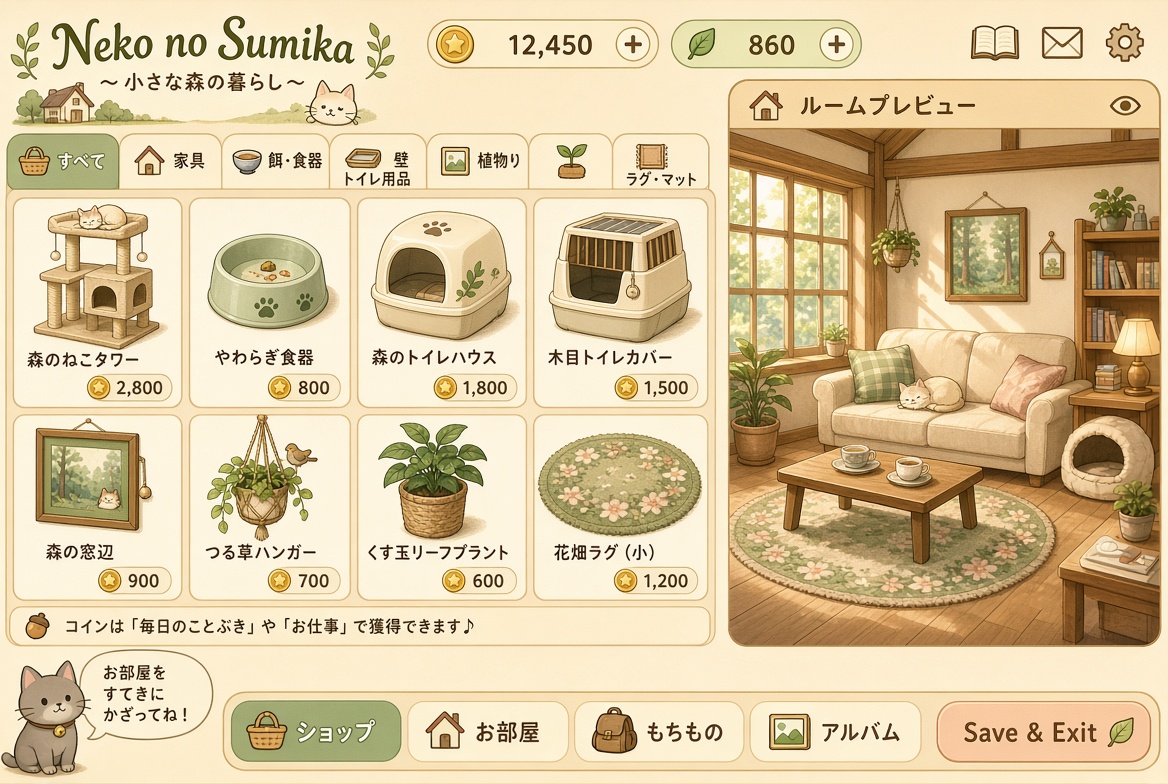 Neko no Sumika
～小さな森の暮らし～
12,450 +
860 +
ルームプレビュー
すべて
家具
餌・食器
壁
トイレ用品
植物り
ラグ・マット
森のねこタワー
2,800
やわらぎ食器
800
森のトイレハウス
1,800
木目トイレカバー
1,500
森の窓辺
900
つる草ハンガー
700
くす玉リーフプラント
600
花畑ラグ（小）
1,200
コインは「毎日のことぶき」や「お仕事」で獲得できます♪
お部屋を
すてきに
かざってね！
ショップ
お部屋
もちもの
アルバム
Save & Exit